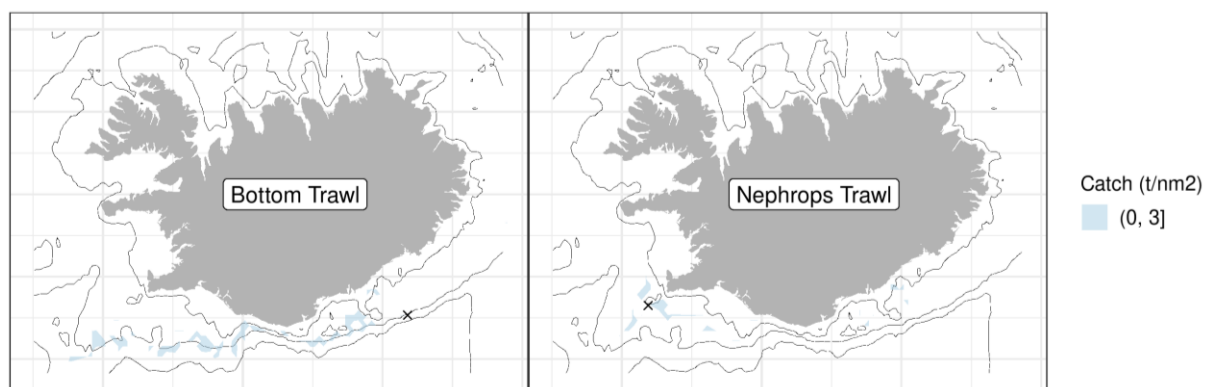 Bottom Trawl
Nephrops Trawl
Catch (t/nm2)
(0, 3]